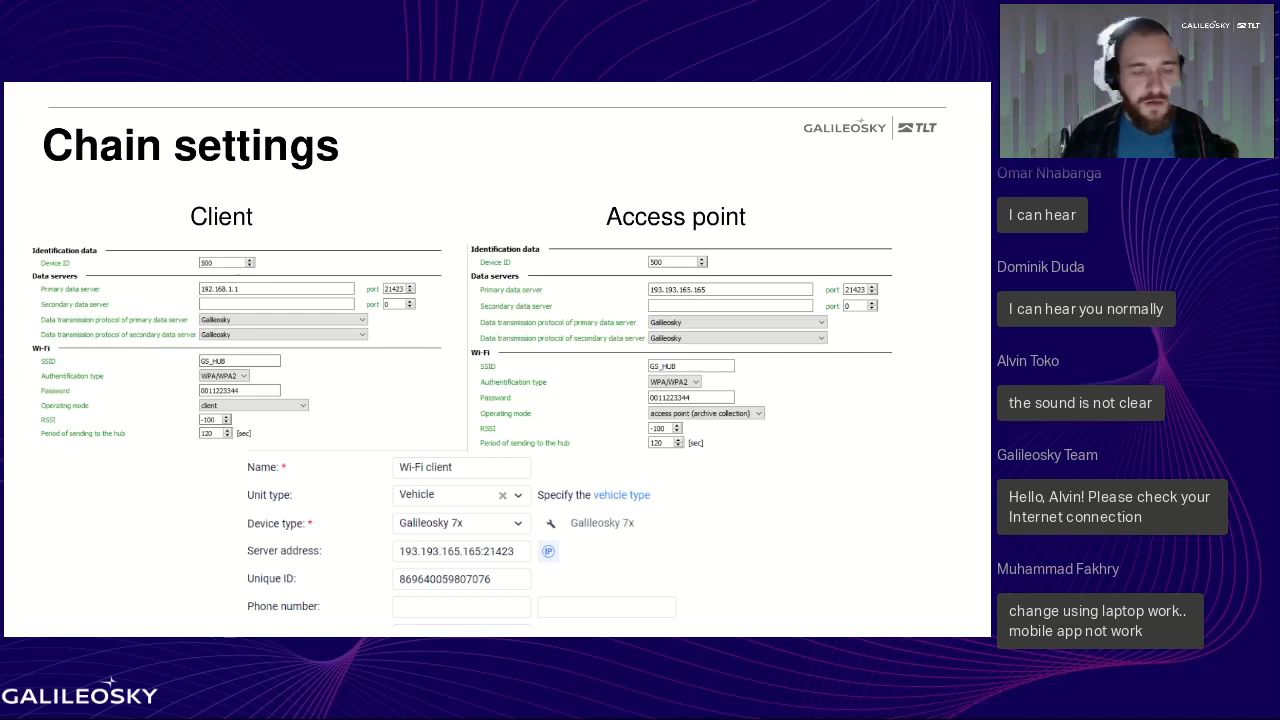 Chain settings
GALILEOSKY TLT
Client
Identification data
Device ID 500
Data servers
Primary data server 192.168.1.1 port 21423
Secondary data server port 0
Data transmission protocol of primary data server Galileosky
Data transmission protocol of secondary data server Galileosky
Wi-Fi
SSID GS_HUB
Authentification type WPA/WPA2
Password 0011223344
Operating mode client
RSSI -100
Period of sending to the hub 120 [sec]
Access point
Identification data
Device ID 500
Data servers
Primary data server 193.193.165.165 port 21423
Secondary data server port 0
Data transmission protocol of primary data server Galileosky
Data transmission protocol of secondary data server Galileosky
Wi-Fi
SSID GS_HUB
Authentification type WPA/WPA2
Password 0011223344
Operating mode access point (archive collection)
RSSI -100
Period of sending to the hub 120 [sec]
Name: * Wi-Fi client
Unit type: Vehicle Specify the vehicle type
Device type: * Galileosky 7x Galileosky 7x
Server address: 193.193.165.165:21423 IP
Unique ID: 869640059807076
Phone number:
GALILEOSKY
GALILEOSKY TLT
Omar Nhabanga
I can hear
Dominik Duda
I can hear you normally
Alvin Toko
the sound is not clear
Galileosky Team
Hello, Alvin! Please check your
Internet connection
Muhammad Fakhry
change using laptop work..
mobile app not work